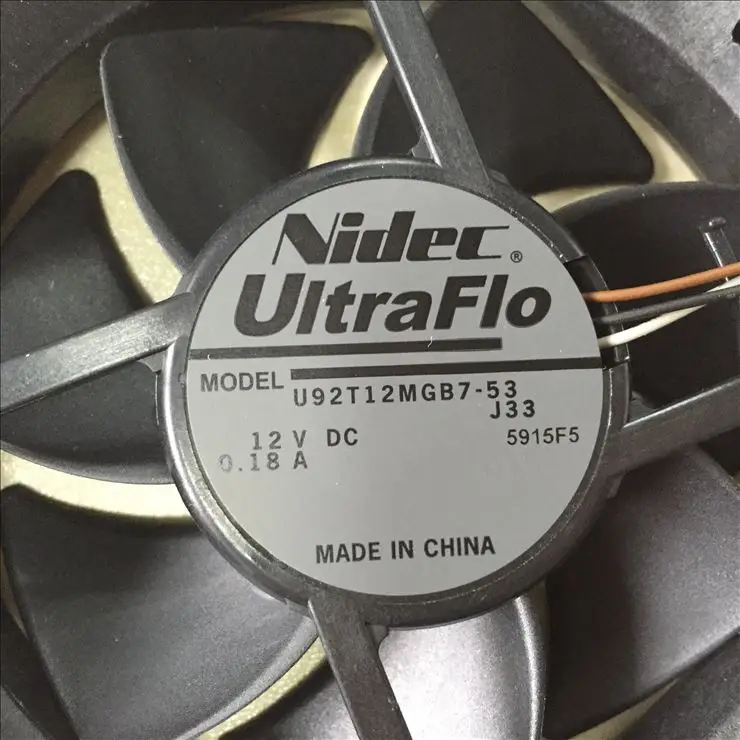 Nidec®
UltraFlo
MODEL U92T12MGB7-53
J33
12 V DC 5915F5
0.18 A
MADE IN CHINA